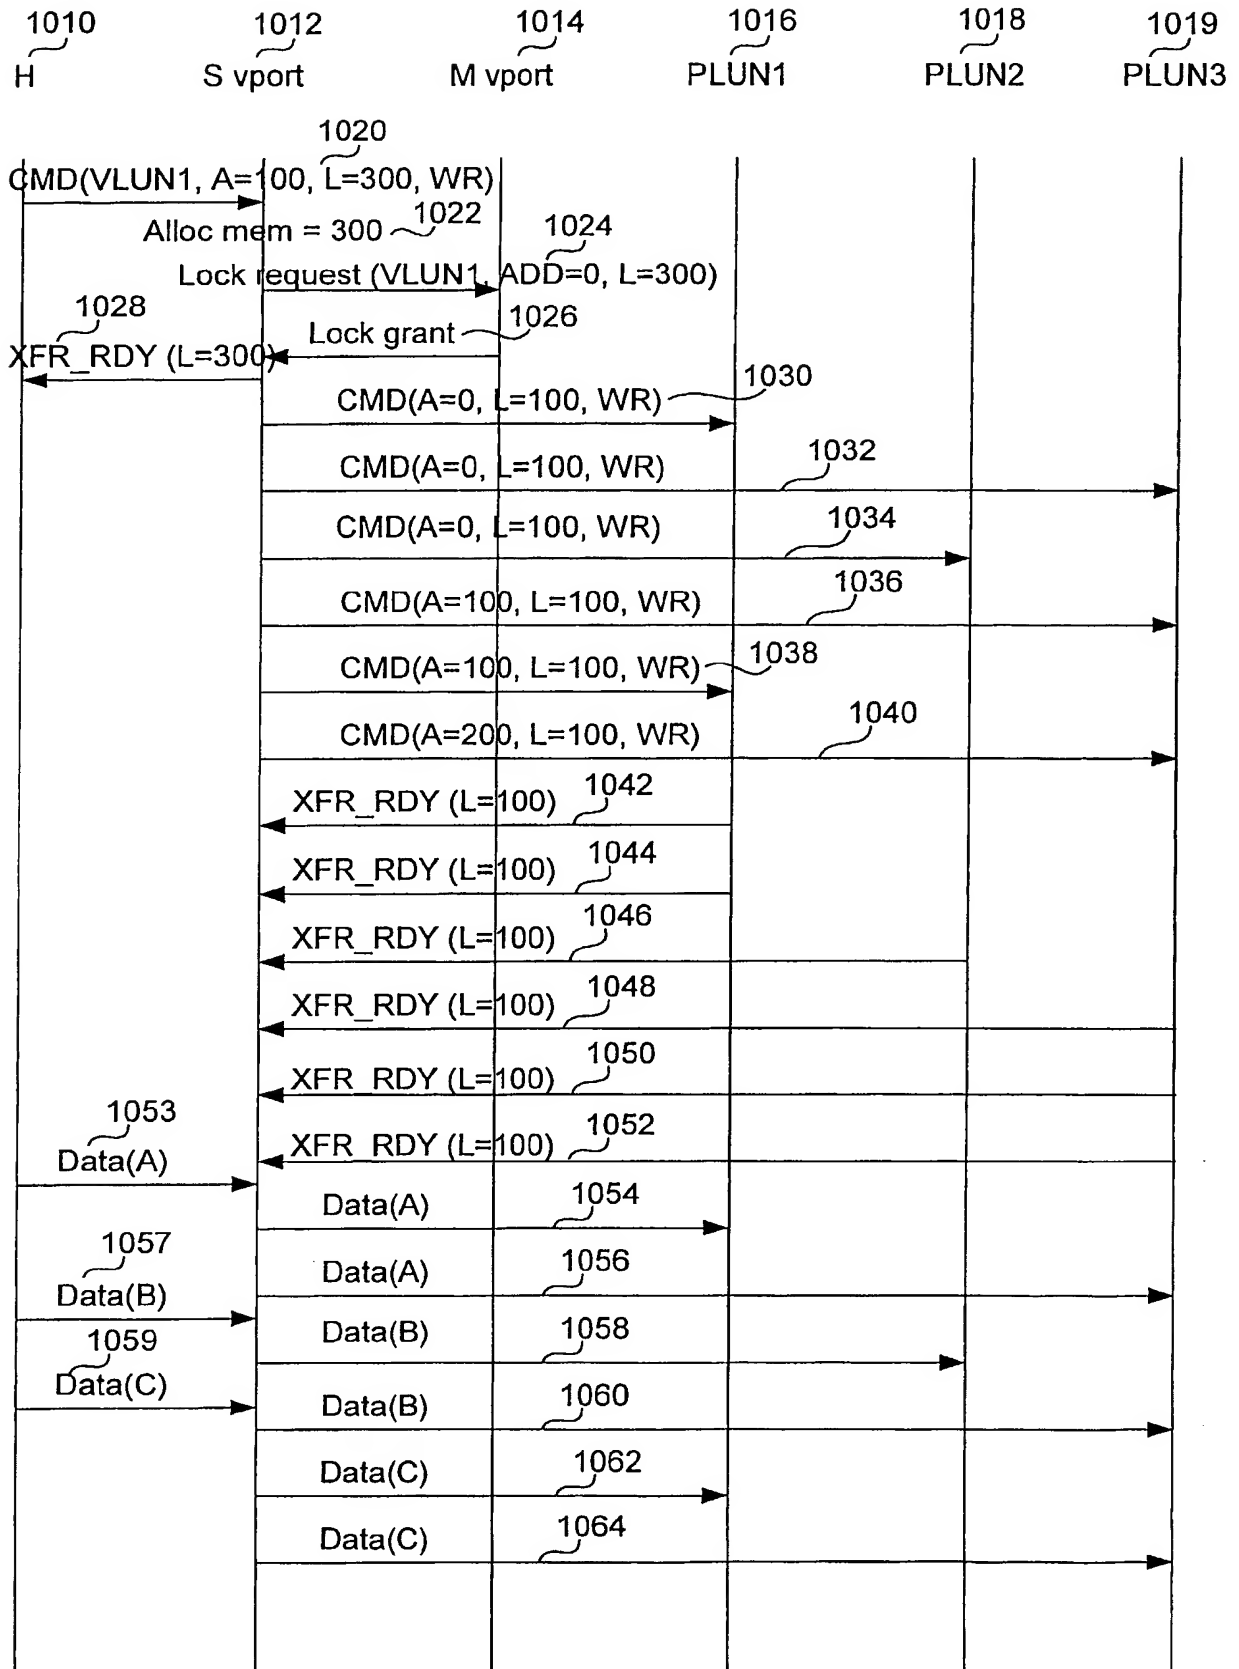 1010 1012 1014 1016 1018 1019
H S vport M vport PLUN1 PLUN2 PLUN3
1020
CMD(VLUN1, A=100, L=300, WR)
Alloc mem = 300 1022
1024
Lock request (VLUN1, ADD=0, L=300)
1028
Lock grant 1026
XFR_RDY (L=300)
CMD(A=0, L=100, WR) 1030
CMD(A=0, L=100, WR) 1032
CMD(A=0, L=100, WR) 1034
CMD(A=100, L=100, WR) 1036
CMD(A=100, L=100, WR) 1038
CMD(A=200, L=100, WR) 1040
XFR_RDY (L=100) 1042
XFR_RDY (L=100) 1044
XFR_RDY (L=100) 1046
XFR_RDY (L=100) 1048
XFR_RDY (L=100) 1050
1053
XFR_RDY (L=100) 1052
Data(A)
Data(A) 1054
1057
Data(A) 1056
Data(B)
Data(B) 1058
1059
Data(C)
Data(B) 1060
Data(C) 1062
Data(C) 1064